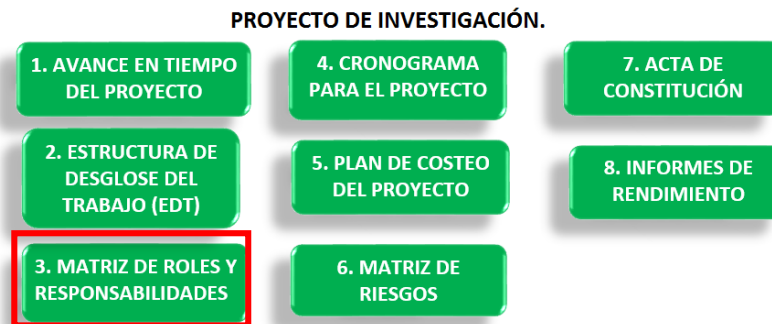 PROYECTO DE INVESTIGACIÓN.
1. AVANCE EN TIEMPO
DEL PROYECTO
2. ESTRUCTURA DE
DESGLOSE DEL
TRABAJO (EDT)
3. MATRIZ DE ROLES Y
RESPONSABILIDADES
4. CRONOGRAMA
PARA EL PROYECTO
5. PLAN DE COSTEO
DEL PROYECTO
6. MATRIZ DE
RIESGOS
7. ACTA DE
CONSTITUCIÓN
8. INFORMES DE
RENDIMIENTO